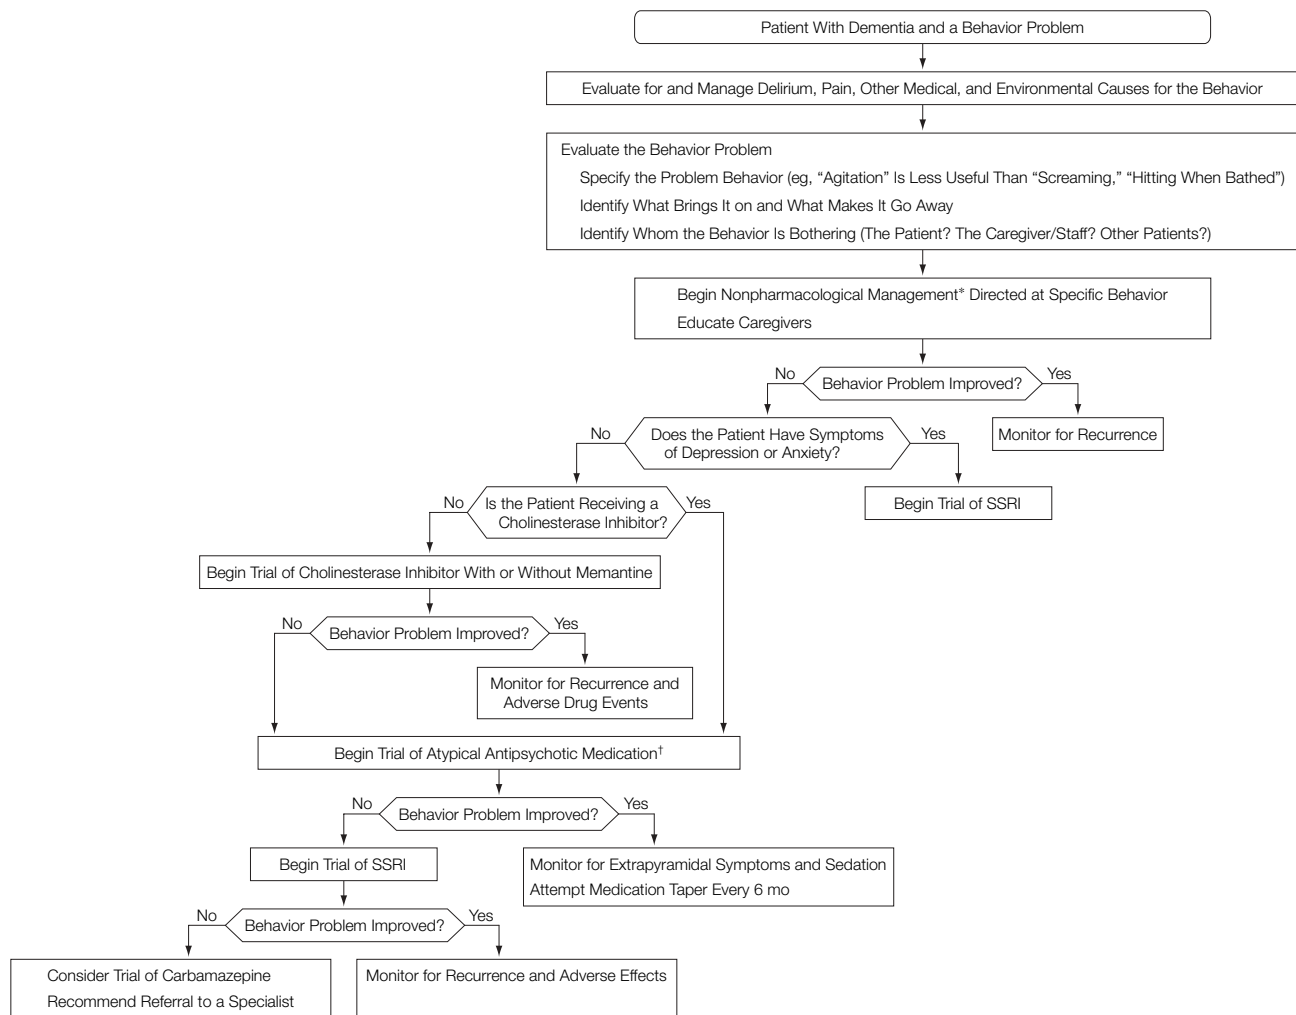 Patient With Dementia and a Behavior Problem
Evaluate for and Manage Delirium, Pain, Other Medical, and Environmental Causes for the Behavior
Evaluate the Behavior Problem
Specify the Problem Behavior (eg, “Agitation” Is Less Useful Than “Screaming,” “Hitting When Bathed”)
Identify What Brings It on and What Makes It Go Away
Identify Whom the Behavior Is Bothering (The Patient? The Caregiver/Staff? Other Patients?)
Begin Nonpharmacological Management* Directed at Specific Behavior
Educate Caregivers
No
Behavior Problem Improved?
Yes
Monitor for Recurrence
No
Does the Patient Have Symptoms
of Depression or Anxiety?
Yes
Begin Trial of SSRI
No
Is the Patient Receiving a
Cholinesterase Inhibitor?
Yes
Begin Trial of Cholinesterase Inhibitor With or Without Memantine
No
Behavior Problem Improved?
Yes
Monitor for Recurrence and
Adverse Drug Events
Begin Trial of Atypical Antipsychotic Medication†
No
Behavior Problem Improved?
Yes
Begin Trial of SSRI
Monitor for Extrapyramidal Symptoms and Sedation
Attempt Medication Taper Every 6 mo
No
Behavior Problem Improved?
Yes
Consider Trial of Carbamazepine
Recommend Referral to a Specialist
Monitor for Recurrence and Adverse Effects